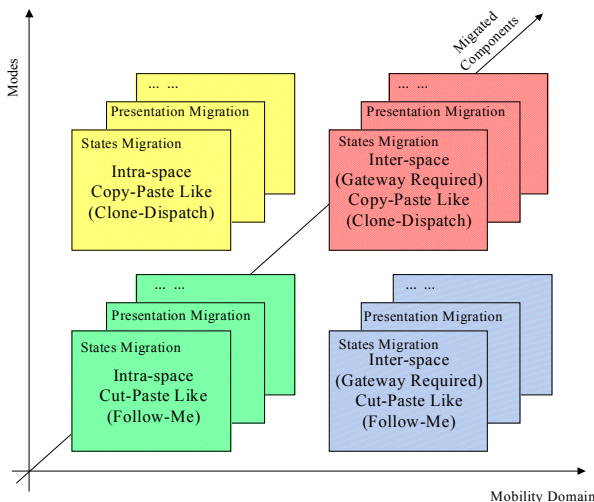 Modes
Migrated
Components
... ...
Presentation Migration
States Migration
Intra-space
Copy-Paste Like
(Clone-Dispatch)
... ...
Presentation Migration
States Migration
Inter-space
(Gateway Required)
Copy-Paste Like
(Clone-Dispatch)
... ...
Presentation Migration
States Migration
Intra-space
Cut-Paste Like
(Follow-Me)
... ...
Presentation Migration
States Migration
Inter-space
(Gateway Required)
Cut-Paste Like
(Follow-Me)
Mobility Domain